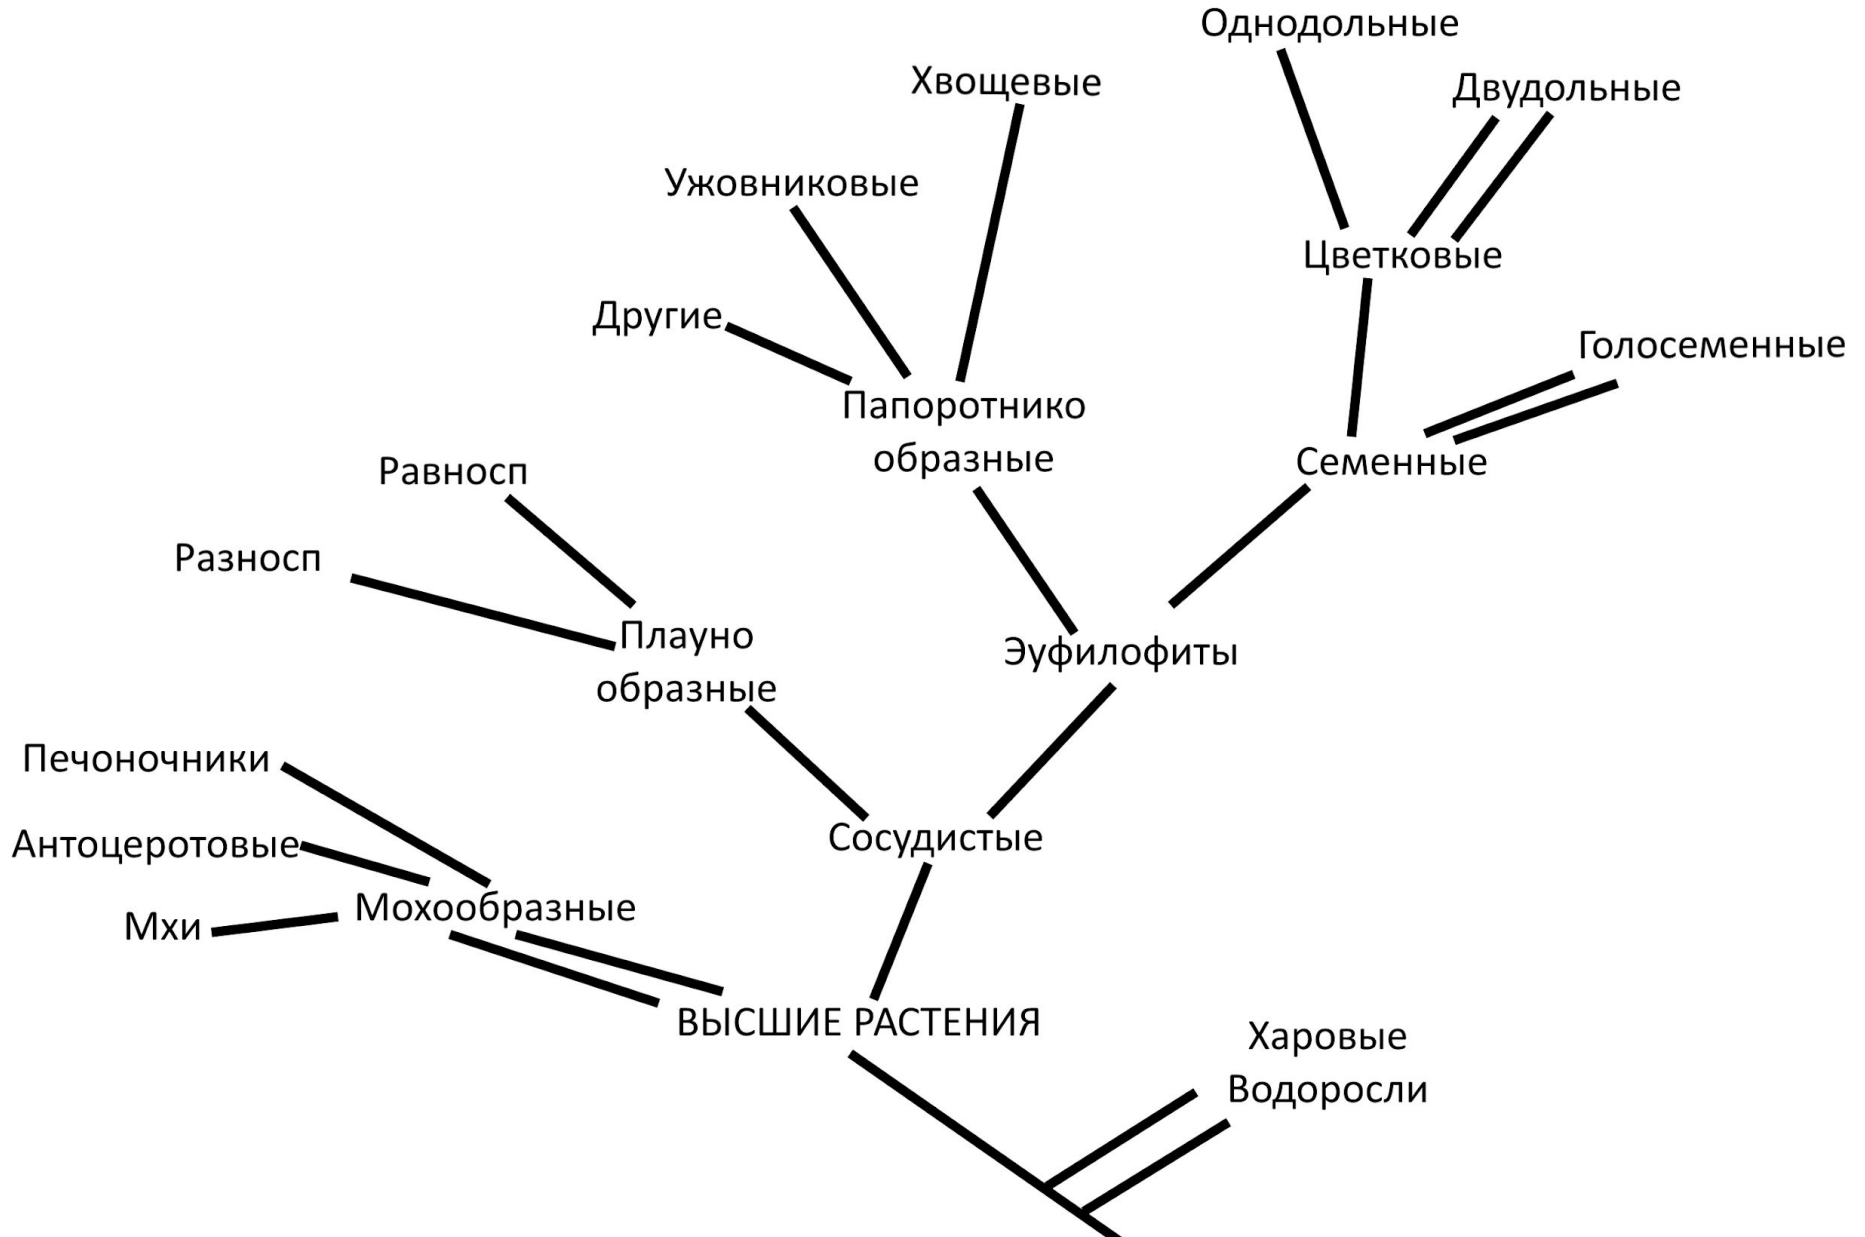 Однодольные
Хвощевые
Двудольные
Ужовниковые
Цветковые
Другие
Голосеменные
Папоротнико
образные
Равносп
Семенные
Разносп
Плауно
образные
Эуфилофиты
Печоночники
Антоцеротовые
Сосудистые
Мохообразные
Мхи
ВЫСШИЕ РАСТЕНИЯ
Харовые
Водоросли